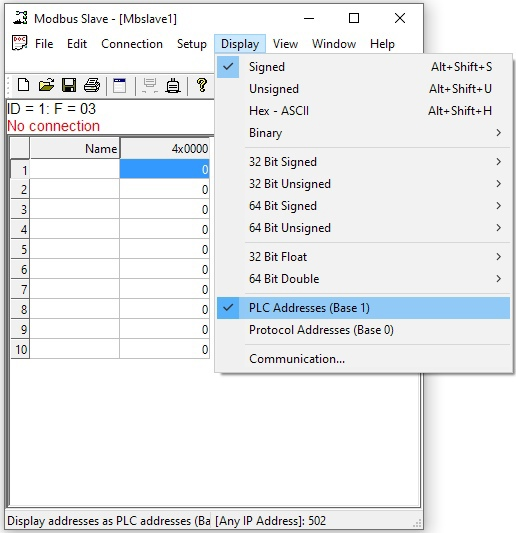 Modbus Slave - [Mbslave1]
File Edit Connection Setup Display View Window Help
ID = 1: F = 03
No connection
Name 4x0000
1 0
2 0
3 0
4 0
5 0
6 0
7 0
8 0
9 0
10 0
Signed Alt+Shift+S
Unsigned Alt+Shift+U
Hex - ASCII Alt+Shift+H
Binary
32 Bit Signed
32 Bit Unsigned
64 Bit Signed
64 Bit Unsigned
32 Bit Float
64 Bit Double
PLC Addresses (Base 1)
Protocol Addresses (Base 0)
Communication...
Display addresses as PLC addresses (Ba [Any IP Address]: 502